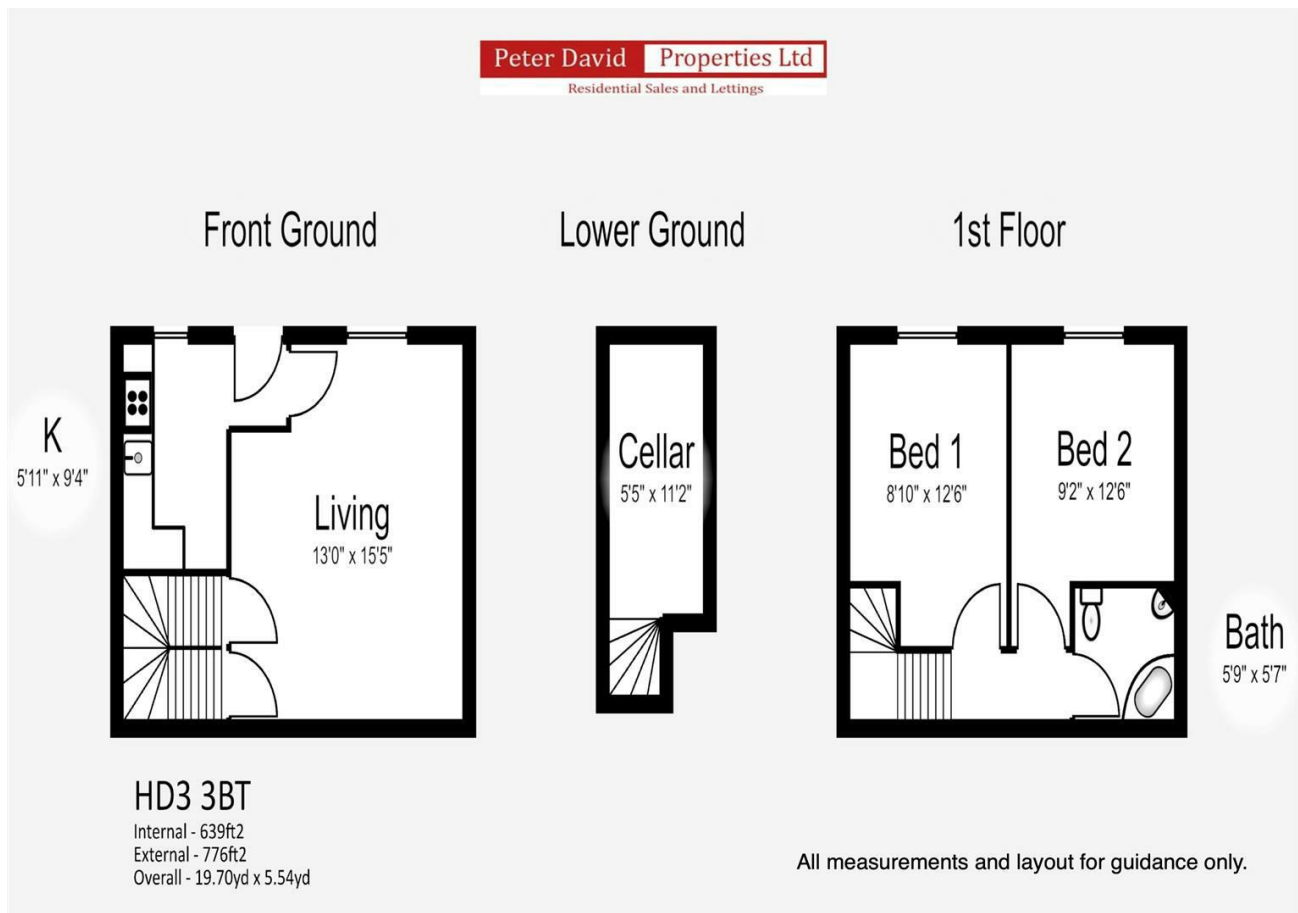 Peter David Properties Ltd
Residential Sales and Lettings
Front Ground
Lower Ground
1st Floor
K
5'11" x 9'4"
Living
13'0" x 15'5"
Cellar
5'5" x 11'2"
Bed 1
8'10" x 12'6"
Bed 2
9'2" x 12'6"
Bath
5'9" x 5'7"
HD3 3BT
Internal - 639ft2
External - 776ft2
Overall - 19.70yd x 5.54yd
All measurements and layout for guidance only.